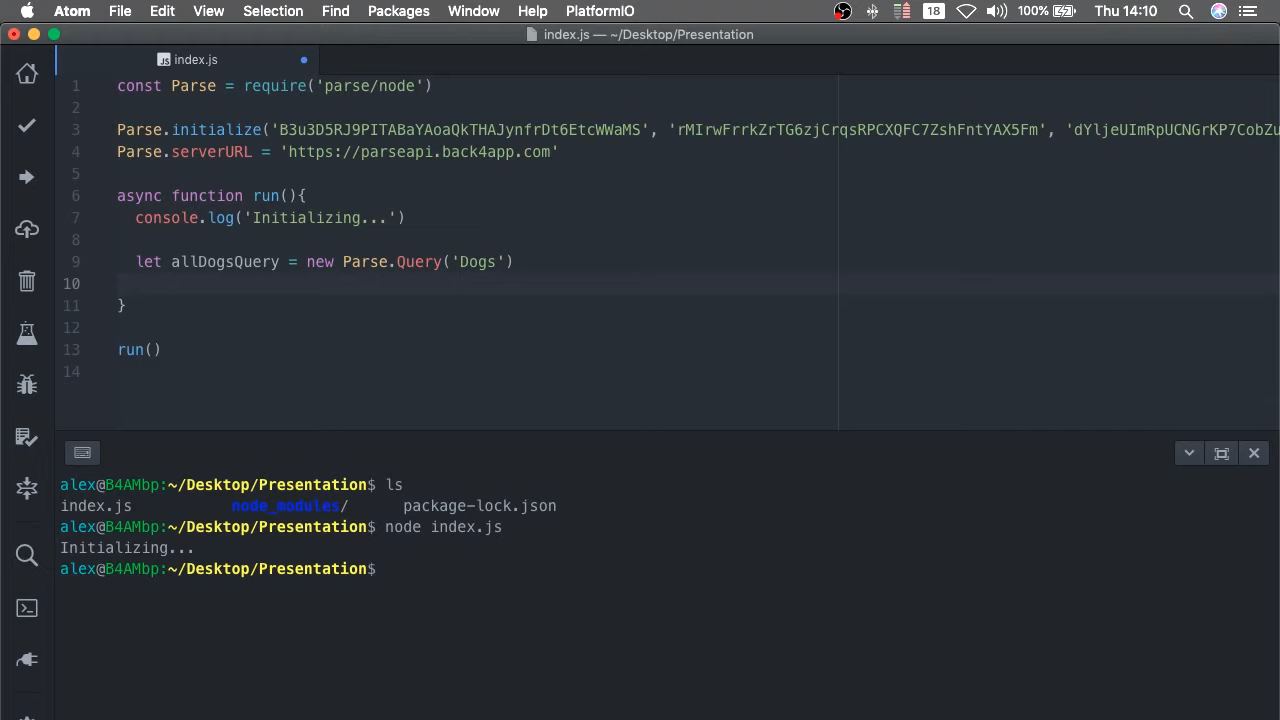 Atom File Edit View Selection Find Packages Window Help PlatformIO 18 100% Thu 14:10
index.js — ~/Desktop/Presentation
JS index.js
1 const Parse = require('parse/node')
2
3 Parse.initialize('B3u3D5RJ9PITABaYAoaQkTHAJynfrDt6EtcWWaMS', 'rMIrwFrrkZrTG6zjCrqsRPCXQFC7ZshFntYAX5Fm', 'dYljeUImRpUCNGrKP7CobZu
4 Parse.serverURL = 'https://parseapi.back4app.com'
5
6 async function run(){
7 console.log('Initializing...')
8
9 let allDogsQuery = new Parse.Query('Dogs')
10
11 }
12
13 run()
14
alex@B4AMbp:~/Desktop/Presentation$ ls
index.js node_modules/ package-lock.json
alex@B4AMbp:~/Desktop/Presentation$ node index.js
Initializing...
alex@B4AMbp:~/Desktop/Presentation$